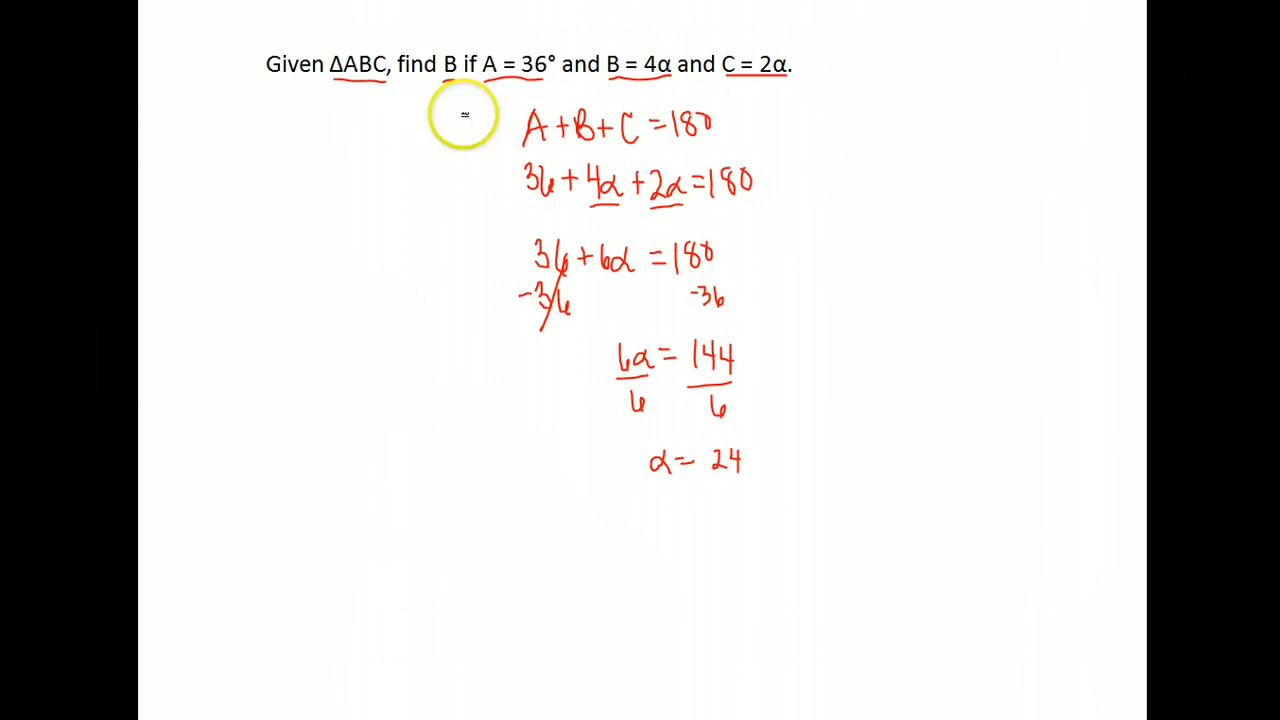 Given ΔABC, find B if A = 36° and B = 4α and C = 2α.
A + B + C = 180
36 + 4α + 2α = 180
36 + 6α = 180
-36 -36
6α = 144
6 6
α = 24